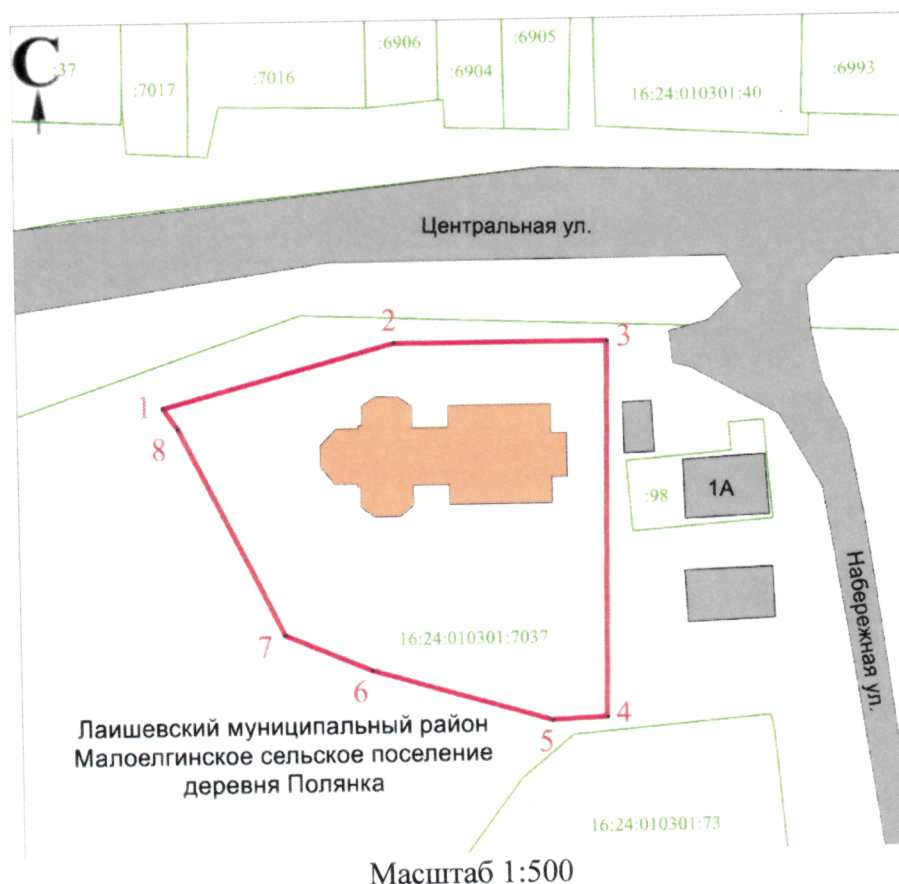 С
:37
:7017
:7016
:6906
:6904
:6905
16:24:010301:40
:6993
Центральная ул.
2
3
1
8
:98
1А
Набережная ул.
16:24:010301:7037
7
6
5
4
Лаишевский муниципальный район
Малоелгинское сельское поселение
деревня Полянка
16:24:010301:73
Масштаб 1:500